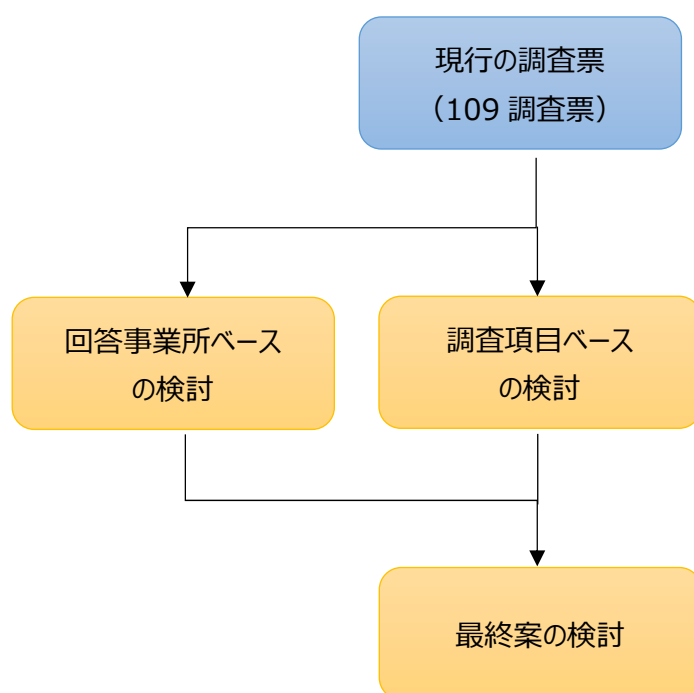 現行の調査票
（109 調査票）
回答事業所ベース
の検討
調査項目ベース
の検討
最終案の検討